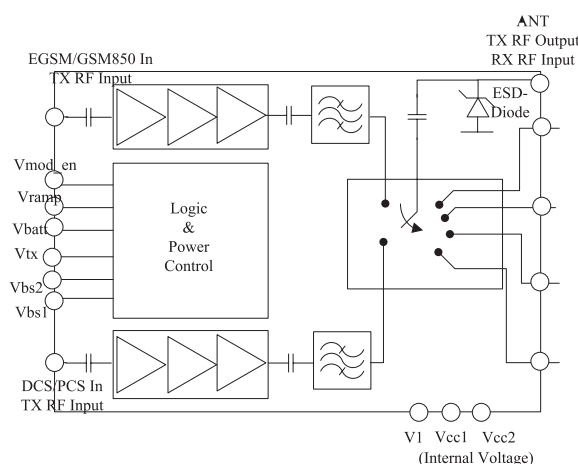 ANT
TX RF Output
RX RF Input
EGSM/GSM850 In
TX RF Input
ESD-
Diode
Vmod_en
Vramp
Vbatt
Vtx
Vbs2
Vbs1
Logic
&
Power
Control
DCS/PCS In
TX RF Input
V1 Vcc1 Vcc2
(Internal Voltage)